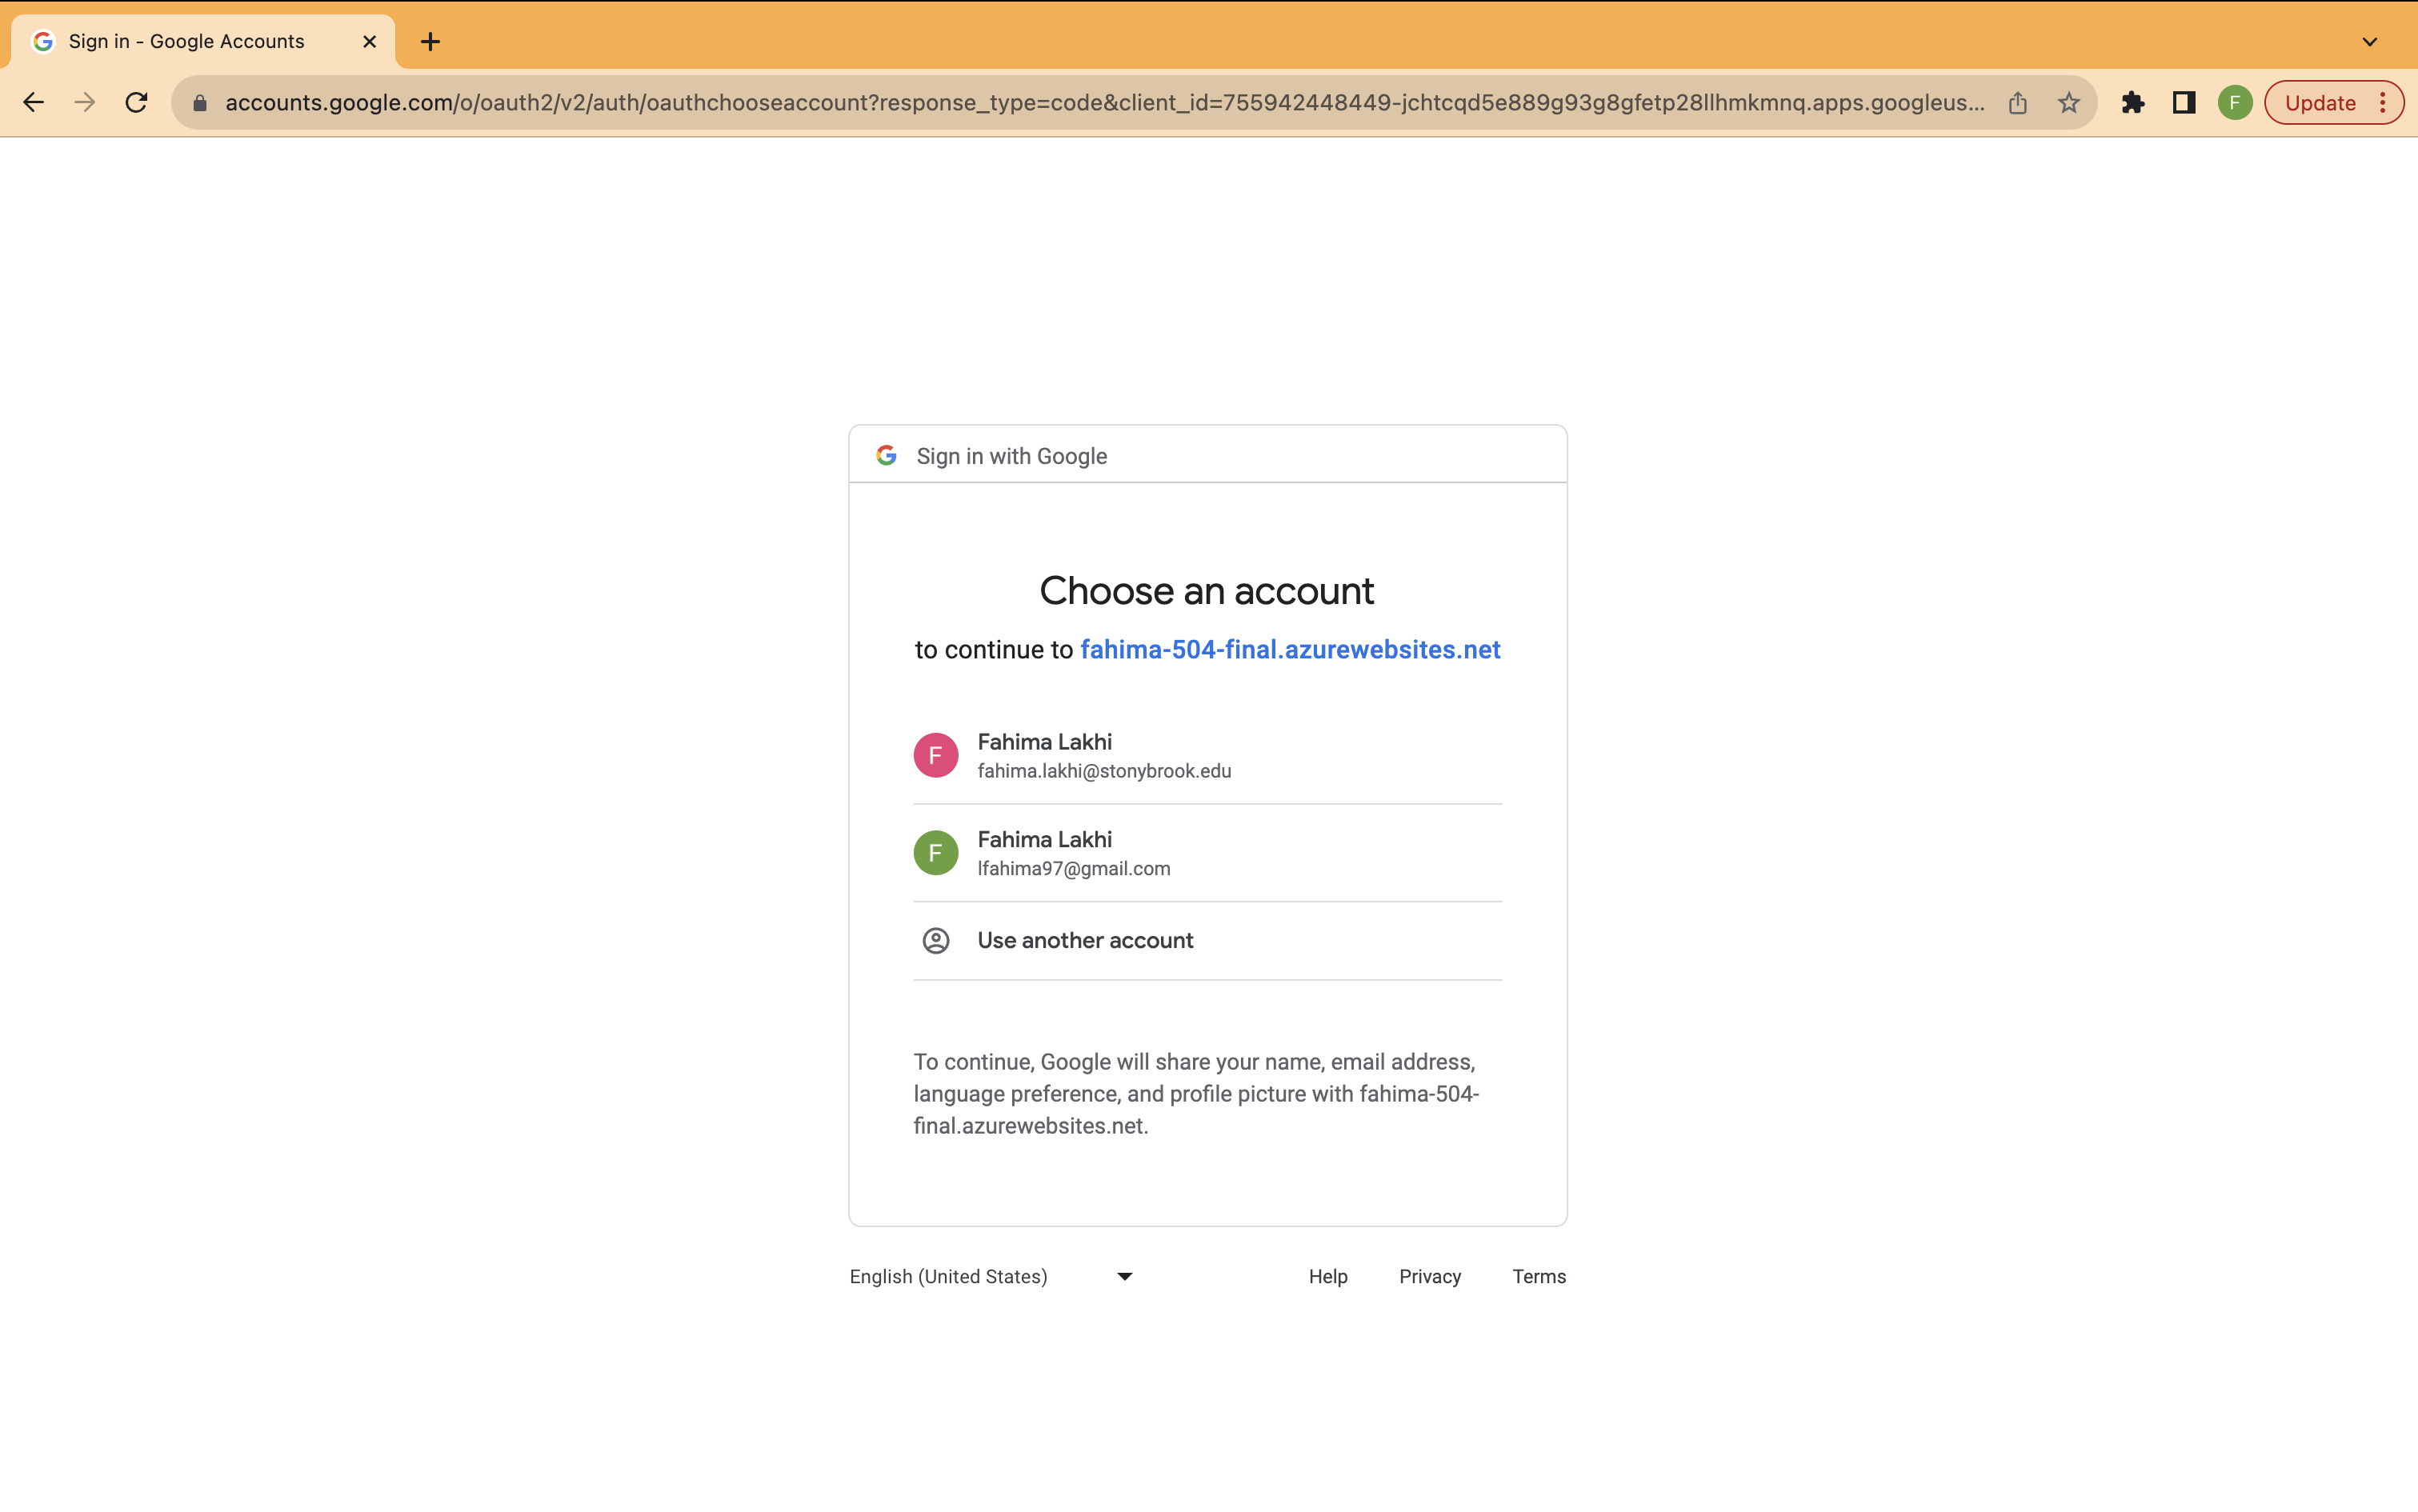 Sign in - Google Accounts
accounts.google.com/o/oauth2/v2/auth/oauthchooseaccount?response_type=code&client_id=755942448449-jchtcqd5e889g93g8gfetp28llhmkmnq.apps.googleus...
F
Update
Sign in with Google
Choose an account
to continue to fahima-504-final.azurewebsites.net
F
Fahima Lakhi
fahima.lakhi@stonybrook.edu
F
Fahima Lakhi
lfahima97@gmail.com
Use another account
To continue, Google will share your name, email address,
language preference, and profile picture with fahima-504-
final.azurewebsites.net.
English (United States)
Help
Privacy
Terms